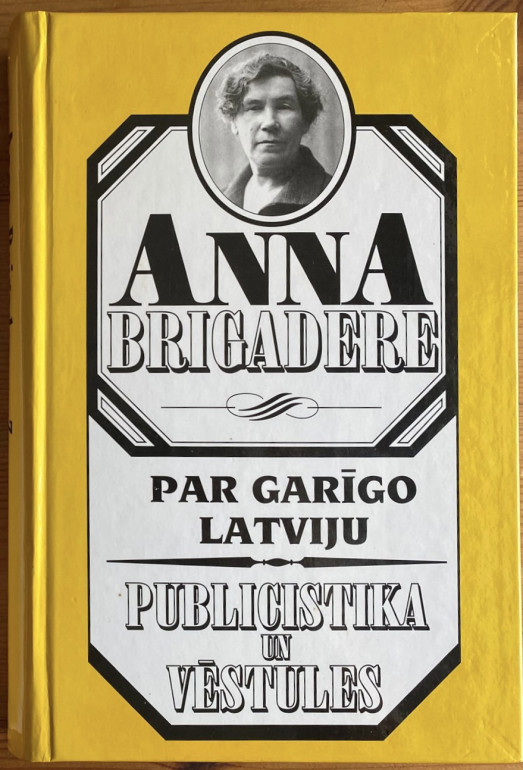 ANNA
BRIGADERE
PAR GARĪGO
LATVIJU
PUBLICISTIKA
UN
VĒSTULES